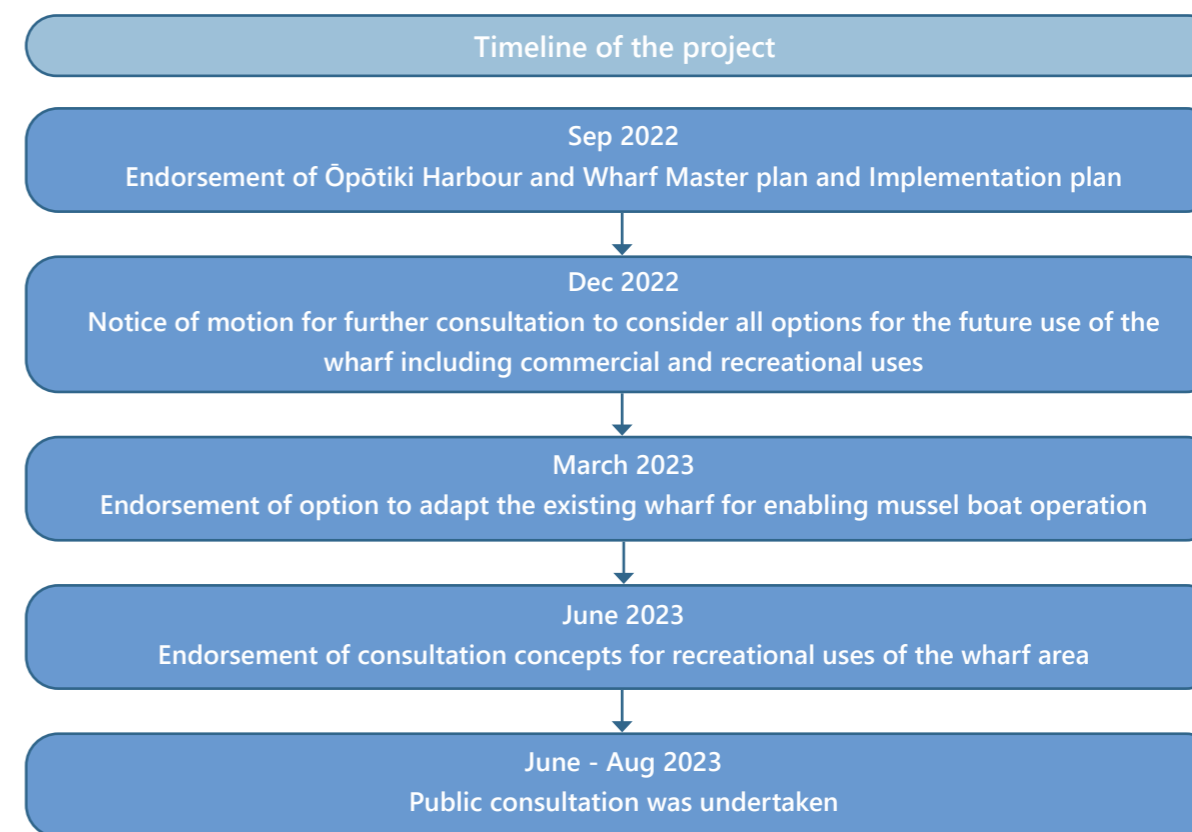 Timeline of the project
Sep 2022
Endorsement of Ōpōtiki Harbour and Wharf Master plan and Implementation plan
Dec 2022
Notice of motion for further consultation to consider all options for the future use of the
wharf including commercial and recreational uses
March 2023
Endorsement of option to adapt the existing wharf for enabling mussel boat operation
June 2023
Endorsement of consultation concepts for recreational uses of the wharf area
June - Aug 2023
Public consultation was undertaken